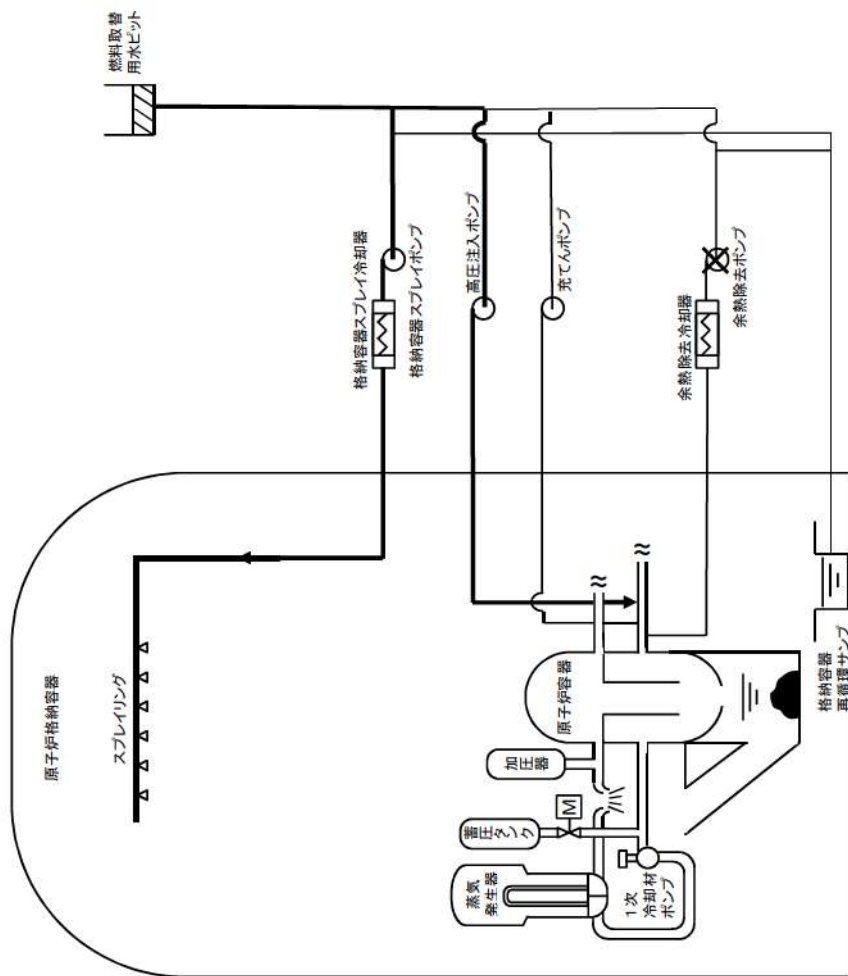 燃料取替
用水ピット
原子炉格納容器
スプレイリング
格納容器スプレイ冷却器
格納容器スプレイポンプ
高圧注入ポンプ
充てんポンプ
余熱除去冷却器
余熱除去ポンプ
原子炉容器
加圧器
蓄圧タンク
M
蒸気
発生器
1次
冷却材
ポンプ
格納容器
再循環サンプ